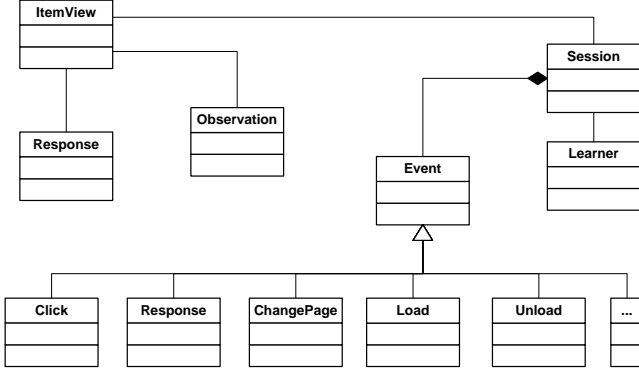 ItemView
Session
Observation
Response
Learner
Event
Click
Response
ChangePage
Load
Unload
...